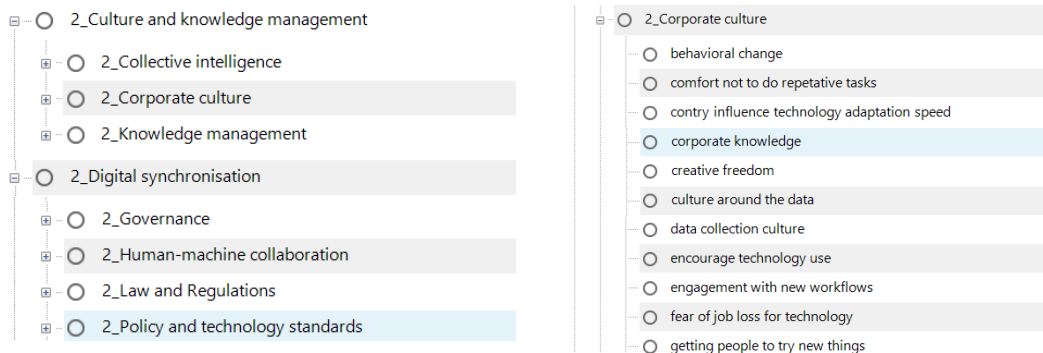 2_Culture and knowledge management
2_Collective intelligence
2_Corporate culture
2_Knowledge management
2_Digital synchronisation
2_Governance
2_Human-machine collaboration
2_Law and Regulations
2_Policy and technology standards
2_Corporate culture
behavioral change
comfort not to do repetative tasks
contry influence technology adaptation speed
corporate knowledge
creative freedom
culture around the data
data collection culture
encourage technology use
engagement with new workflows
fear of job loss for technology
getting people to try new things